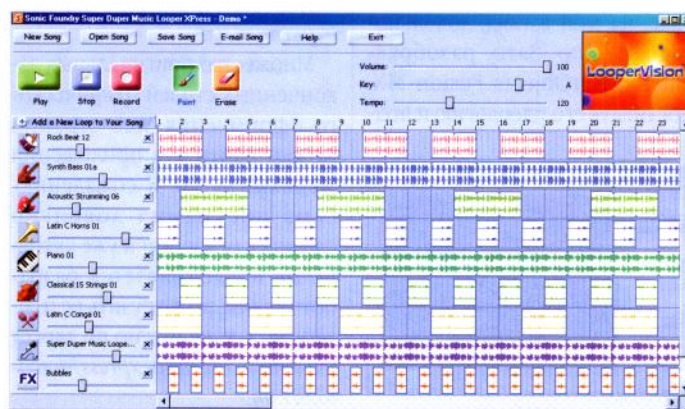 Sonic Foundry Super Duper Music Looper XPress - Demo *
New Song Open Song Save Song E-mail Song Help Exit
Volume: 100
Key: A
Tempo: 120
LooperVision
Play Stop Record Paint Erase
Add a New Loop to Your Song
1 2 3 4 5 6 7 8 9 10 11 12 13 14 15 16 17 18 19 20 21 22 23
Rock Beat 12
Synth Bass 01a
Acoustic Strumming 06
Latin C Horns 01
Piano 01
Classical 15 Strings 01
Latin C Conga 01
Super Duper Music Loope...
FX Bubbles